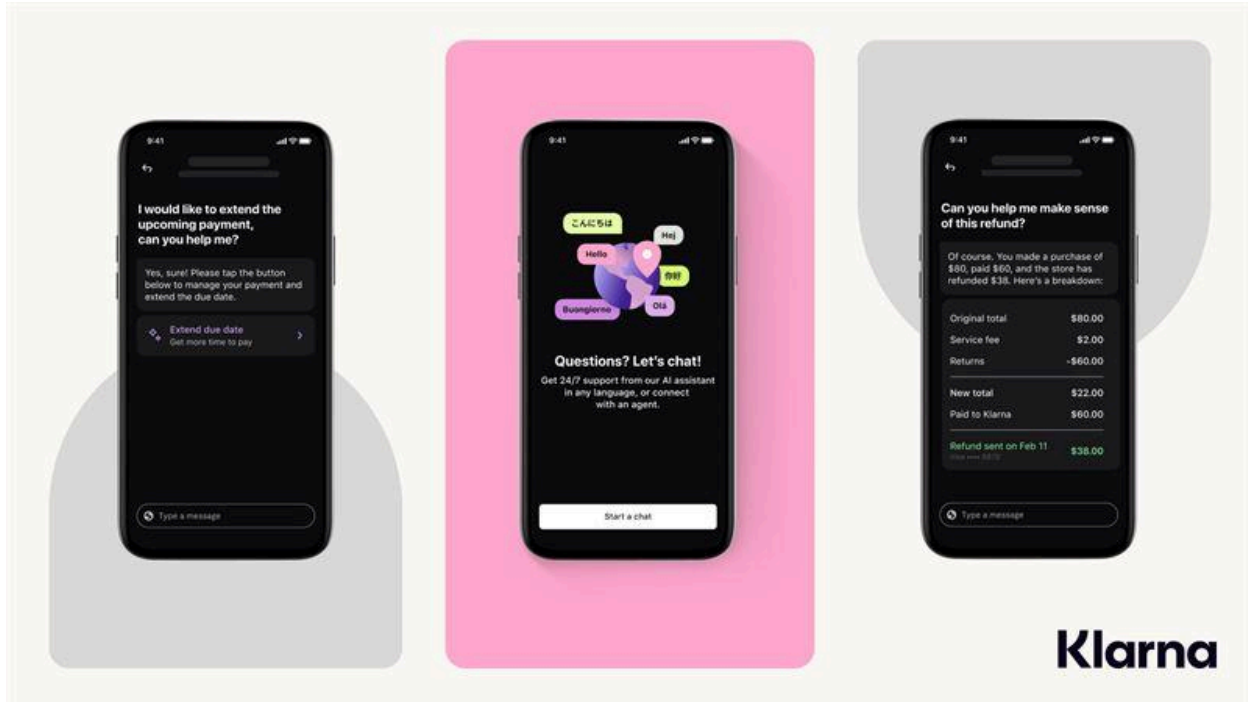 9:41
I would like to extend the
upcoming payment,
can you help me?
Yes, sure! Please tap the button
below to manage your payment and
extend the due date.
Extend due date
Get more time to pay
Type a message
9:41
こんにちは
Hej
Hello
你好
Buongiorno
Olá
Questions? Let's chat!
Get 24/7 support from our AI assistant
in any language, or connect
with an agent.
Start a chat
9:41
Can you help me make sense
of this refund?
Of course. You made a purchase of
$80, paid $60, and the store has
refunded $38. Here's a breakdown:
Original total $80.00
Service fee $2.00
Returns -$60.00
New total $22.00
Paid to Klarna $60.00
Refund sent on Feb 11 $38.00
Type a message
Klarna